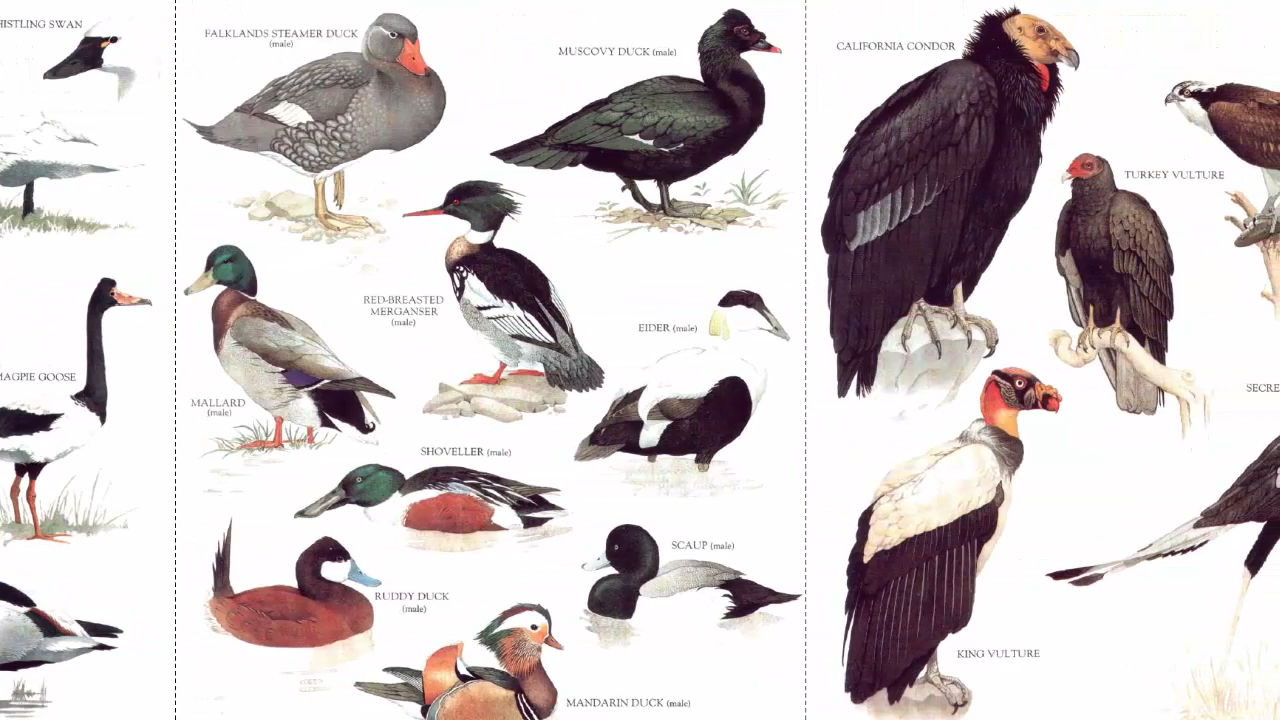 HISTLING SWAN
MAGPIE GOOSE
FALKLANDS STEAMER DUCK
(male)
MUSCOVY DUCK (male)
RED-BREASTED
MERGANSER
(male)
EIDER (male)
MALLARD
(male)
SHOVELLER (male)
SCAUP (male)
RUDDY DUCK
(male)
MANDARIN DUCK (male)
CALIFORNIA CONDOR
TURKEY VULTURE
SECRE
KING VULTURE